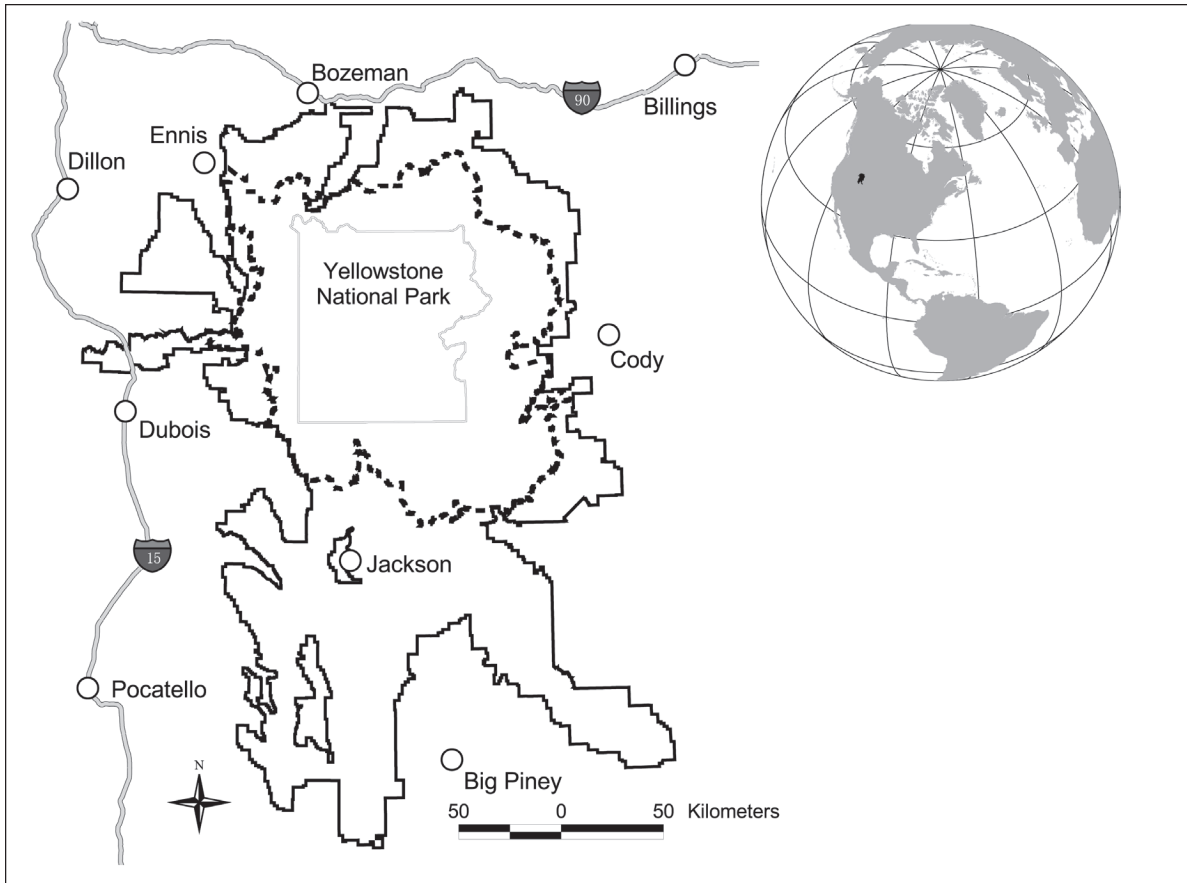 Bozeman
90
Billings
Ennis
Dillon
Yellowstone
National Park
Cody
Dubois
15
Jackson
Pocatello
N
Big Piney
50 0 50 Kilometers